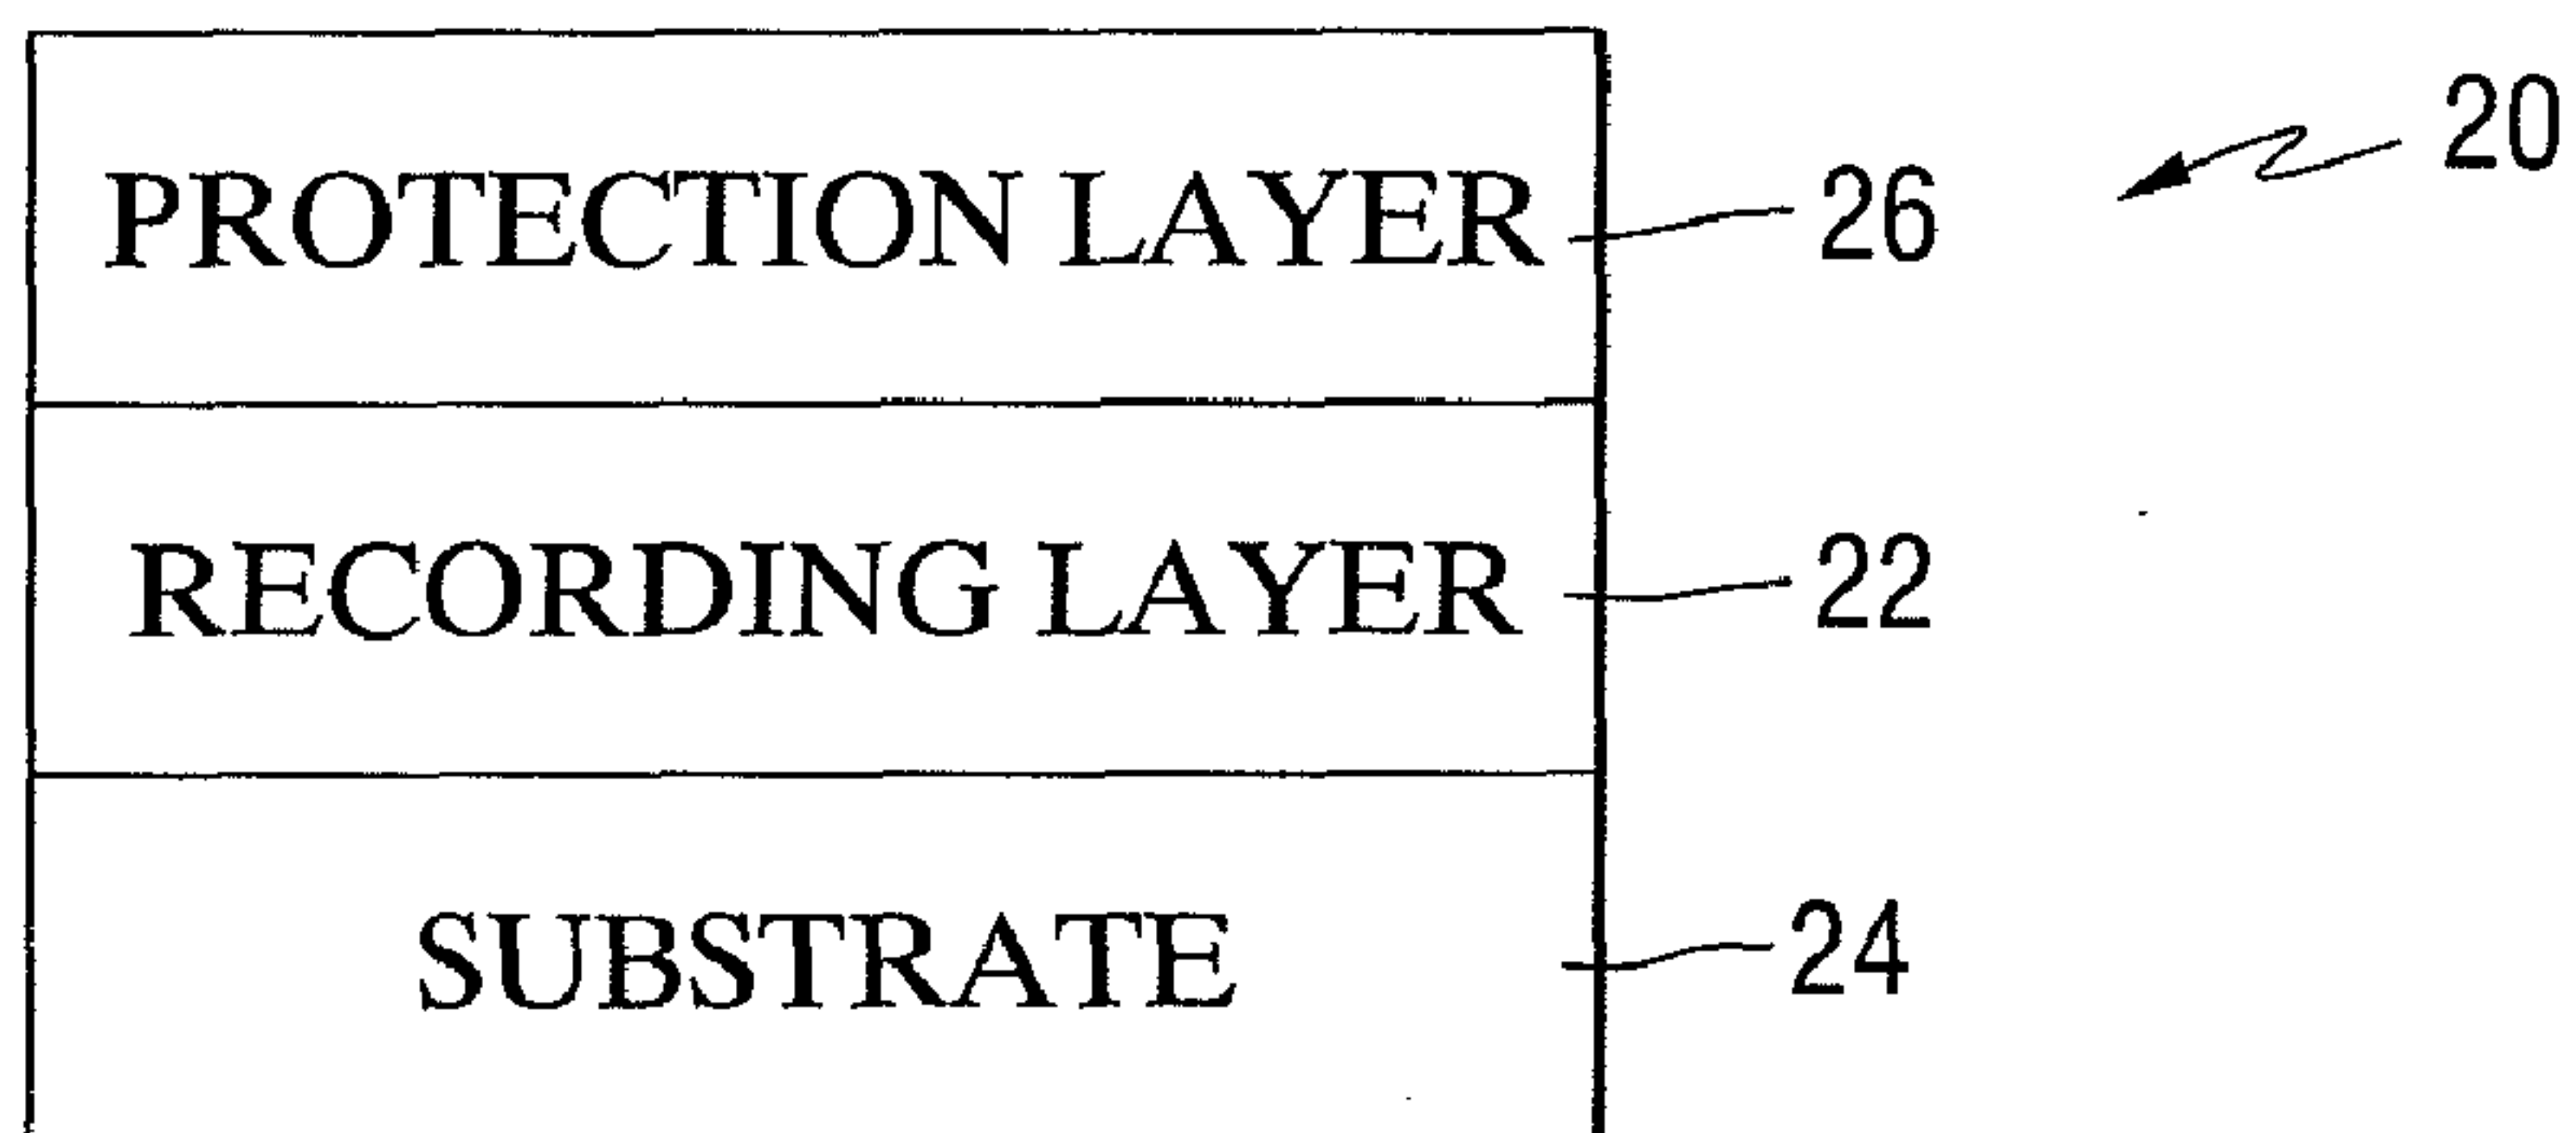 20
PROTECTION LAYER 26
RECORDING LAYER 22
SUBSTRATE 24